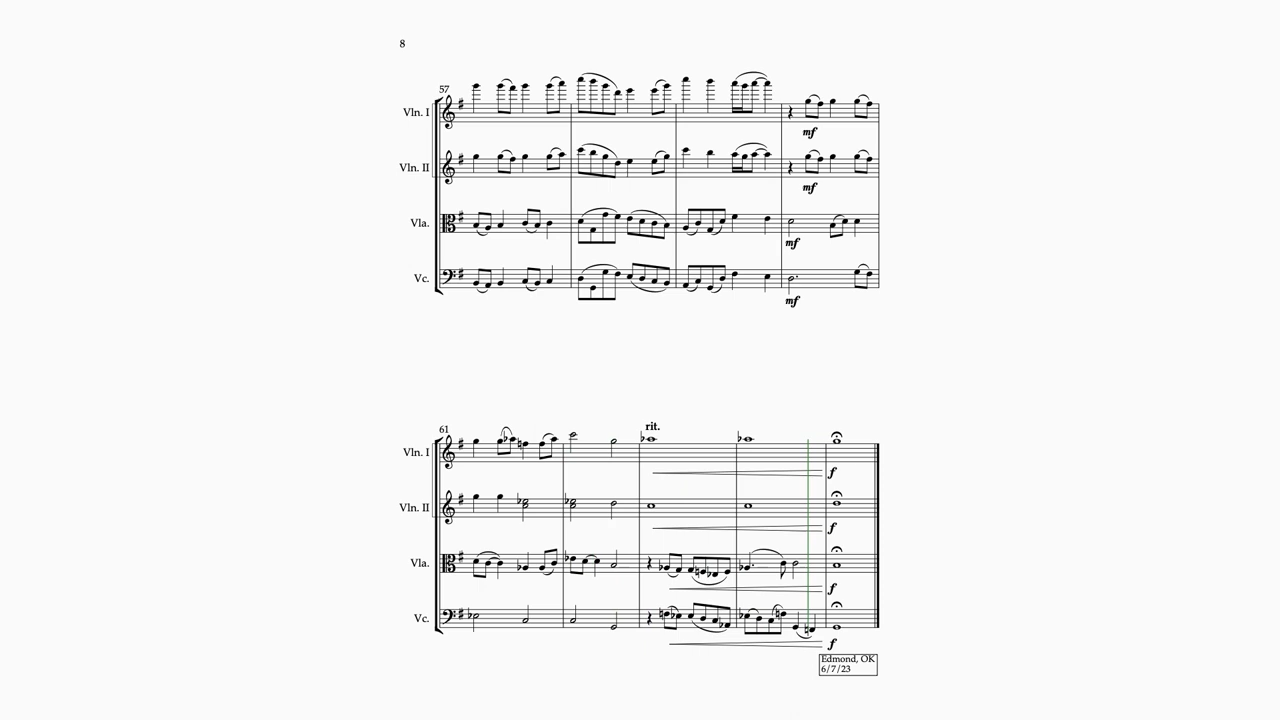 8
57
Vln. I
mf
Vln. II
mf
Vla.
mf
Vc.
mf
rit.
61
Vln. I
f
Vln. II
f
Vla.
f
Vc.
f
Edmond, OK
6/7/23